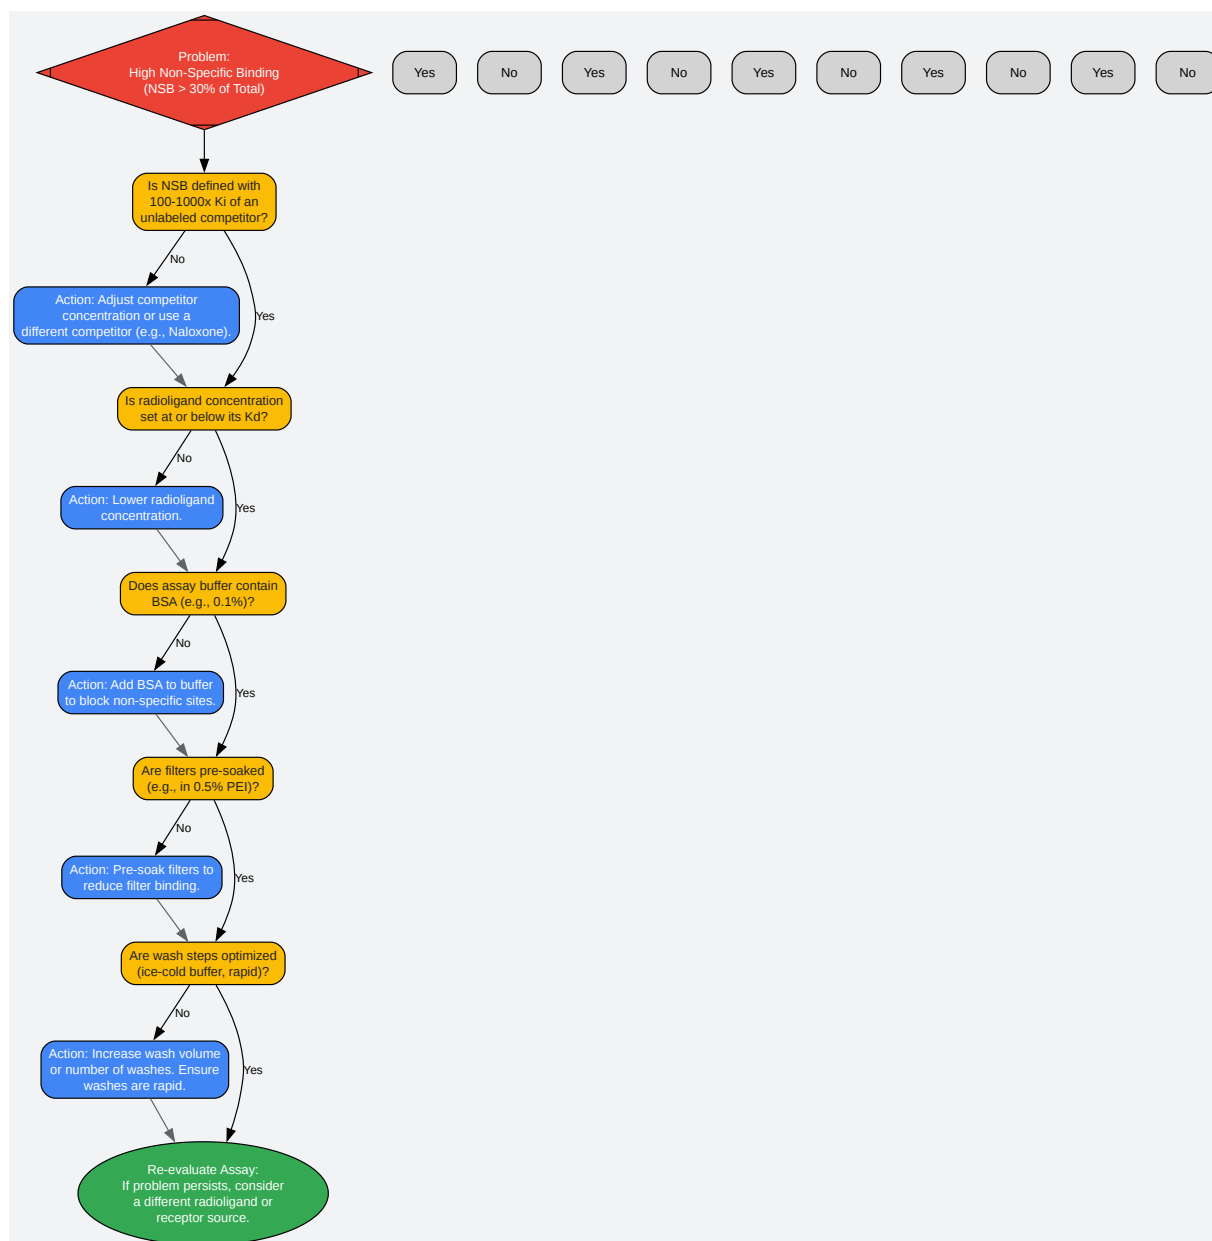 Problem:
High Non-Specific Binding
(NSB > 30% of Total)
Yes
No
Yes
No
Yes
No
Yes
No
Yes
No
Is NSB defined with
100-1000x Ki of an
unlabeled competitor?
No
Yes
Action: Adjust competitor
concentration or use a
different competitor (e.g., Naloxone).
Is radioligand concentration
set at or below its Kd?
No
Yes
Action: Lower radioligand
concentration.
Does assay buffer contain
BSA (e.g., 0.1%)?
No
Yes
Action: Add BSA to buffer
to block non-specific sites.
Are filters pre-soaked
(e.g., in 0.5% PEI)?
No
Yes
Action: Pre-soak filters to
reduce filter binding.
Are wash steps optimized
(ice-cold buffer, rapid)?
No
Yes
Action: Increase wash volume
or number of washes. Ensure
washes are rapid.
Re-evaluate Assay:
If problem persists, consider
a different radioligand or
receptor source.